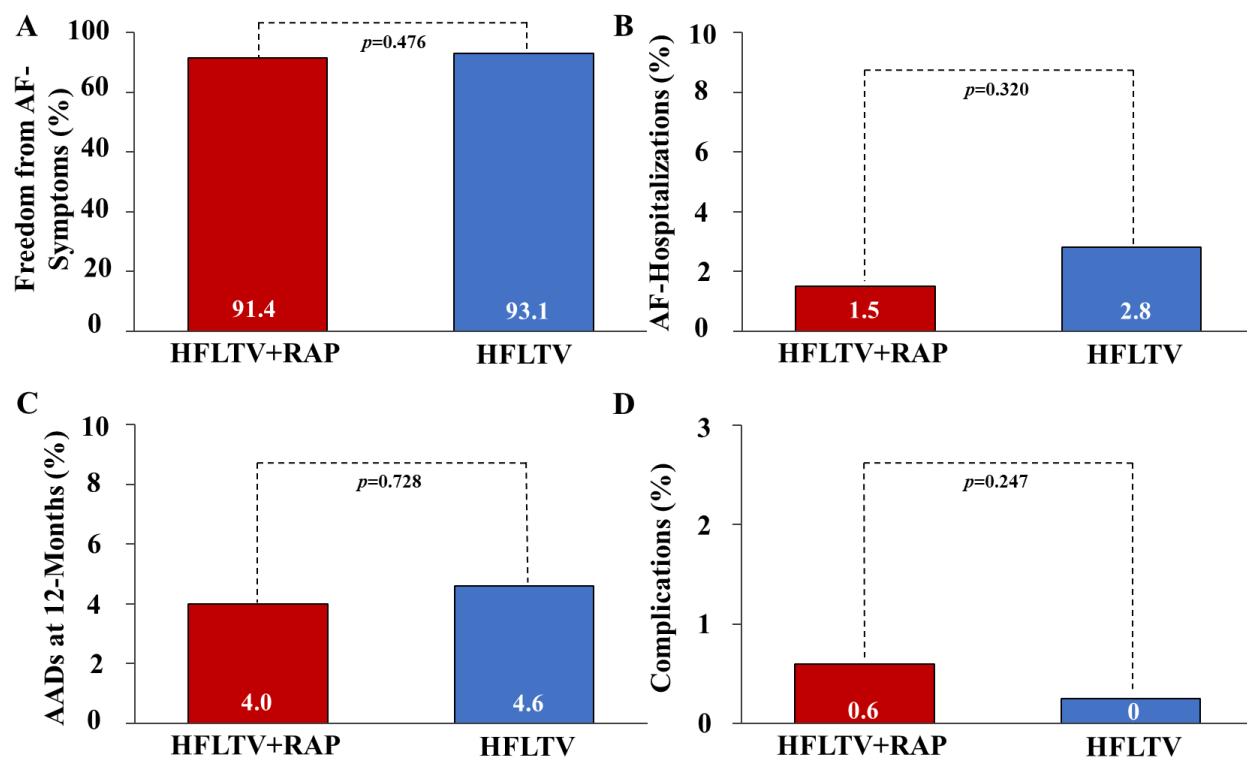 A
Freedom from AF-
Symptoms (%)
100
60
40
40
20
0
p=0.476
91.4
93.1
HFLTV+RAP
HFLTV
B
AF-Hospitalizations (%)
10
8
6
4
2
0
p=0.320
1.5
2.8
HFLTV+RAP
HFLTV
C
AADs at 12-Months (%)
10
8
6
4
2
0
p=0.728
4.0
4.6
HFLTV+RAP
HFLTV
D
Complications (%)
3
2
1
0
p=0.247
0.6
0
HFLTV+RAP
HFLTV